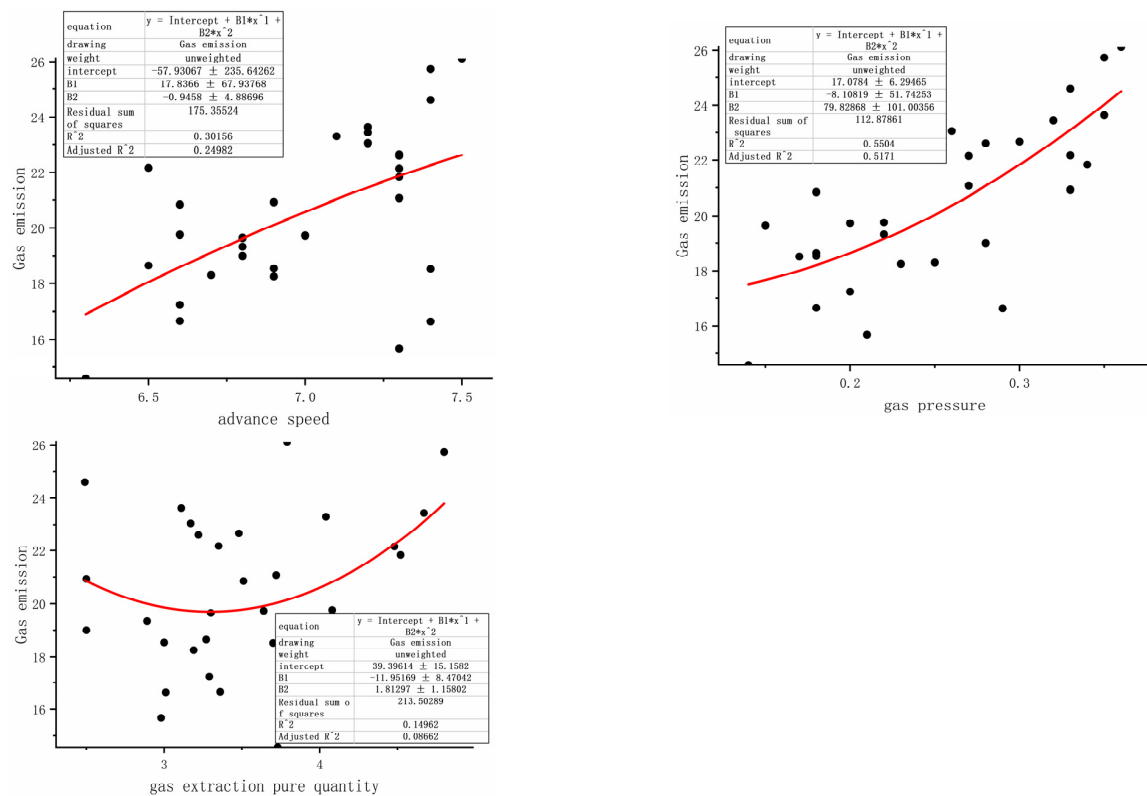 equation y = Intercept + B1*x^1 +
B2*x^2
drawing Gas emission
weight unweighted
intercept -57.93067 ± 235.64262
B1 17.8366 ± 67.93768
B2 -0.9458 ± 4.88696
Residual sum
of squares 175.35524
R^2 0.30156
Adjusted R^2 0.24982
26
24
22
20
18
16
Gas emission
6.5 7.0 7.5
advance speed
equation y = Intercept + B1*x^1 +
B2*x^2
drawing Gas emission
weight unweighted
intercept 17.0784 ± 6.29465
B1 -8.10819 ± 51.74253
B2 79.82868 ± 101.00356
Residual sum of
squares 112.87861
R^2 0.5504
Adjusted R^2 0.5171
26
24
22
20
18
16
Gas emission
0.2 0.3
gas pressure
26
24
22
20
18
16
Gas emission
equation y = Intercept + B1*x^1 +
B2*x^2
drawing Gas emission
weight unweighted
intercept 39.39614 ± 15.1582
B1 -11.95169 ± 8.47042
B2 1.81297 ± 1.15802
Residual sum o
f squares 213.50289
R^2 0.14962
Adjusted R^2 0.08662
3 4
gas extraction pure quantity